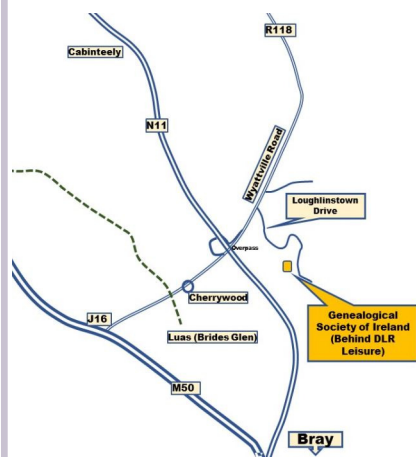 R118
Cabinteely
N11
Wyattville Road
Loughlinstown
Drive
Overpass
Cherrywood
Genealogical
Society of Ireland
(Behind DLR
Leisure)
J16
Luas (Brides Glen)
M50
Bray